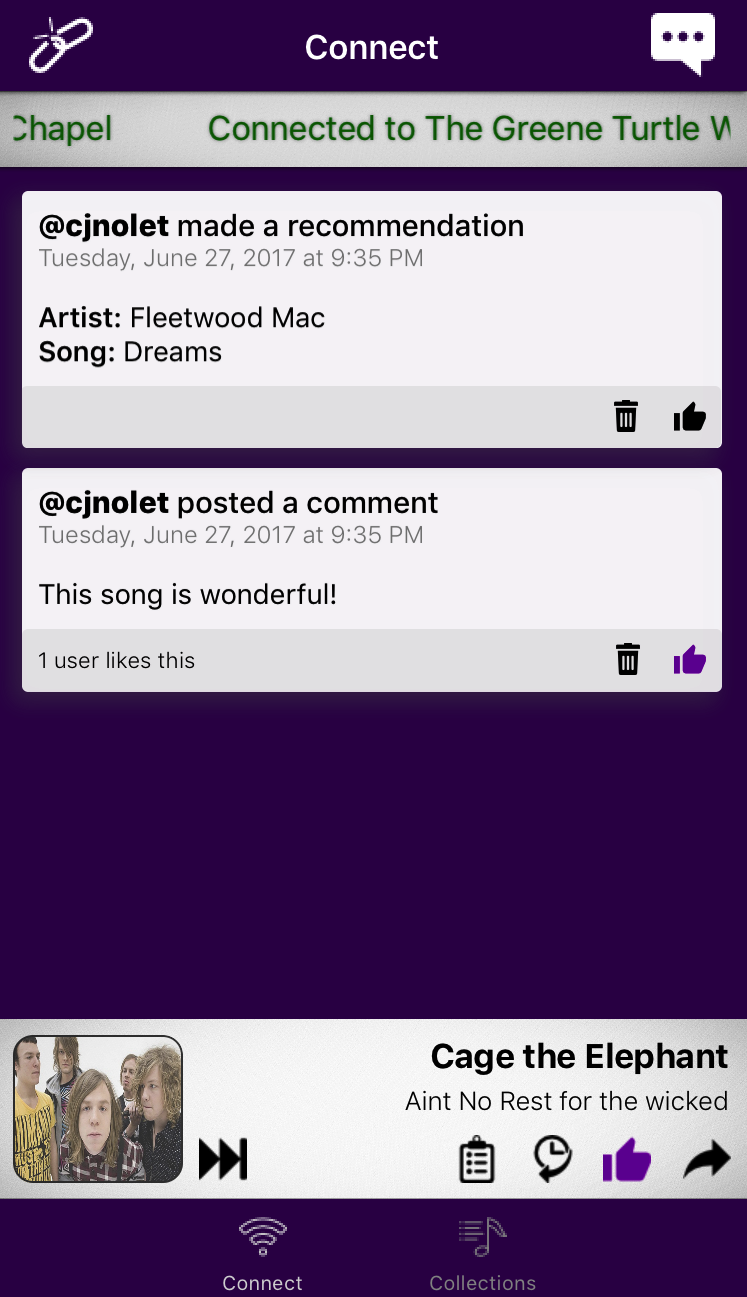 Connect
Chapel Connected to The Greene Turtle W
@cjnolet made a recommendation
Tuesday, June 27, 2017 at 9:35 PM
Artist: Fleetwood Mac
Song: Dreams
@cjnolet posted a comment
Tuesday, June 27, 2017 at 9:35 PM
This song is wonderful!
1 user likes this
Cage the Elephant
Aint No Rest for the wicked
Connect
Collections